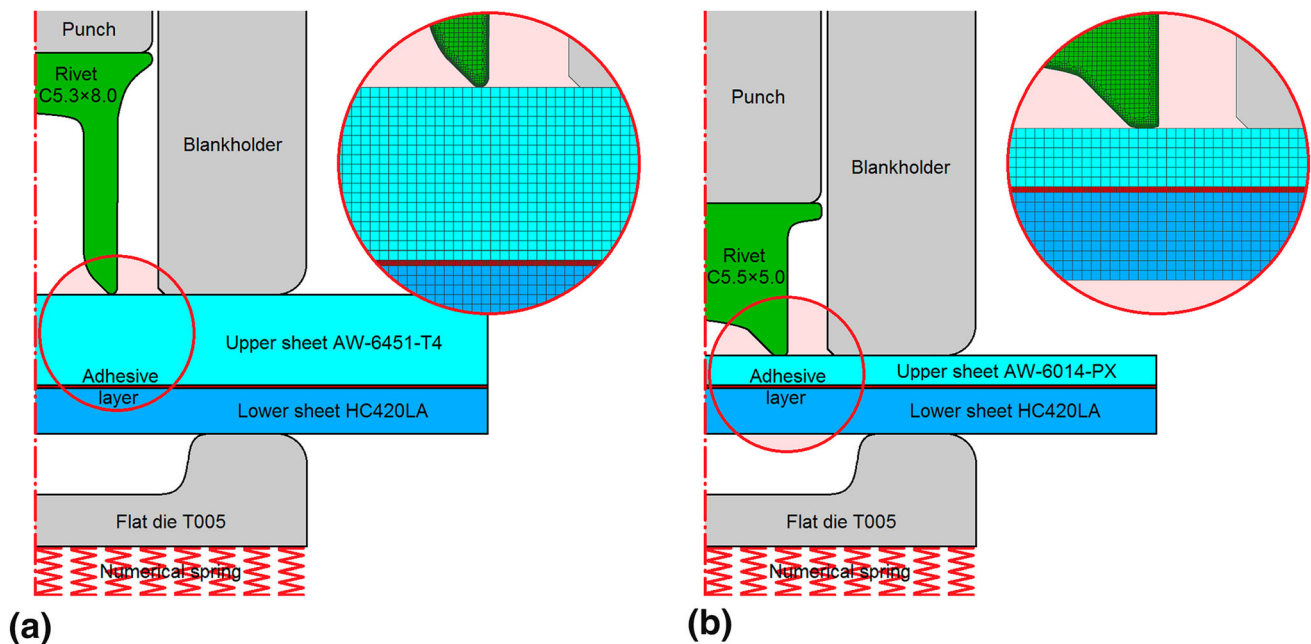 Punch
Rivet
C5.3×8.0
Blankholder
Upper sheet AW-6451-T4
Adhesive
layer
Lower sheet HC420LA
Flat die T005
Numerical spring
(a)
Punch
Blankholder
Rivet
C5.5×5.0
Upper sheet AW-6014-PX
Adhesive
layer
Lower sheet HC420LA
Flat die T005
Numerical spring
(b)